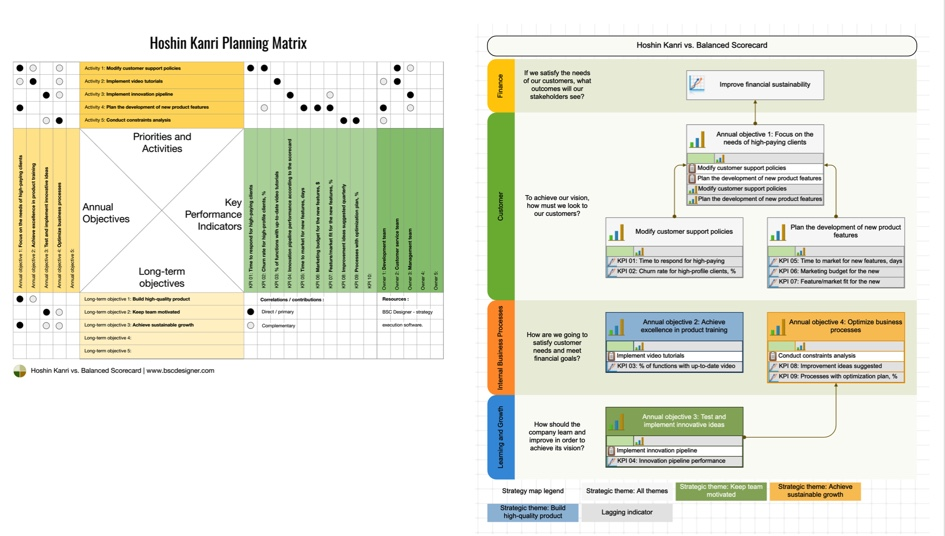 Hoshin Kanri Planning Matrix
Activity 1: Modify customer support policies
Activity 2: Implement video tutorials
Activity 3: Implement innovation pipeline
Activity 4: Plan the development of new product features
Activity 5: Conduct constraints analysis
Annual objective 1: Focus on the needs of high-paying clients
Annual objective 2: Achieve excellence in product training
Annual objective 3: Test and implement innovative ideas
Annual objective 4: Optimize business processes
Annual objective 5:
Priorities and
Activities
Annual
Objectives
Key
Performance
Indicators
Long-term
objectives
KPI 01: Time to respond for high-paying clients
KPI 02: Churn rate for high-profile clients, %
KPI 03: % of functions with up-to-date video tutorials
KPI 04: Innovation pipeline performance according to the scorecard
KPI 05: Time to market for new features, days
KPI 06: Marketing budget for the new features, $
KPI 07: Feature/market fit for the new features, %
KPI 08: Improvement ideas suggested quarterly
KPI 09: Processes with optimization plan, %
KPI 10:
Owner 1: Development team
Owner 2: Customer service team
Owner 3: Management team
Owner 4:
Owner 5:
Long-term objective 1: Build high-quality product
Long-term objective 2: Keep team motivated
Long-term objective 3: Achieve sustainable growth
Long-term objective 4:
Long-term objective 5:
Correlations / contributions :
Direct / primary
Complementary
Resources :
BSC Designer - strategy
execution software.
Hoshin Kanri vs. Balanced Scorecard | www.bscdesigner.com
Hoshin Kanri vs. Balanced Scorecard
Finance
If we satisfy the needs
of our customers, what
outcomes will our
stakeholders see?
Improve financial sustainability
Customer
To achieve our vision,
how must we look to
our customers?
Annual objective 1: Focus on the
needs of high-paying clients
Modify customer support policies
Plan the development of new product features
Modify customer support policies
Plan the development of new product features
Modify customer support policies
KPI 01: Time to respond for high-paying
KPI 02: Churn rate for high-profile clients, %
Plan the development of new product
features
KPI 05: Time to market for new features, days
KPI 06: Marketing budget for the new
KPI 07: Feature/market fit for the new
Internal Business Processes
How are we going to
satisfy customer
needs and meet
financial goals?
Annual objective 2: Achieve
excellence in product training
Implement video tutorials
KPI 03: % of functions with up-to-date video
Annual objective 4: Optimize business
processes
Conduct constraints analysis
KPI 08: Improvement ideas suggested
KPI 09: Processes with optimization plan, %
Learning and Growth
How should the
company learn and
improve in order to
achieve its vision?
Annual objective 3: Test and
implement innovative ideas
Implement innovation pipeline
KPI 04: Innovation pipeline performance
Strategy map legend
Strategic theme: All themes
Strategic theme: Keep team
motivated
Strategic theme: Achieve
sustainable growth
Strategic theme: Build
high-quality product
Lagging indicator